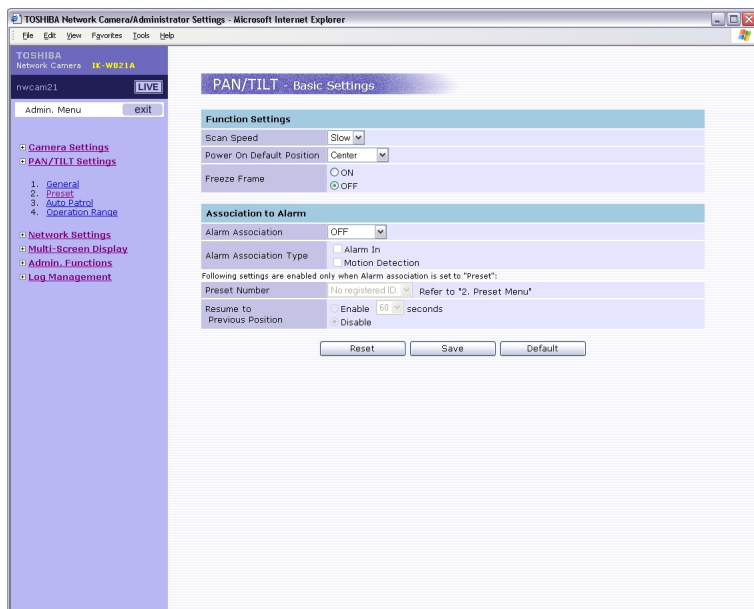 TOSHIBA Network Camera/Administrator Settings - Microsoft Internet Explorer
File Edit View Favorites Tools Help
TOSHIBA
Network Camera IK-WB21A
nwcam21 LIVE
Admin. Menu exit
Camera Settings
PAN/TILT Settings
1. General
2. Preset
3. Auto Patrol
4. Operation Range
Network Settings
Multi-Screen Display
Admin. Functions
Log Management
PAN/TILT - Basic Settings
Function Settings
Scan Speed Slow
Power On Default Position Center
Freeze Frame ON
OFF
Association to Alarm
Alarm Association OFF
Alarm Association Type Alarm In
Motion Detection
Following settings are enabled only when Alarm association is set to "Preset":
Preset Number No registered ID. Refer to "2. Preset Menu"
Resume to
Previous Position Enable 60 seconds
Disable
Reset Save Default